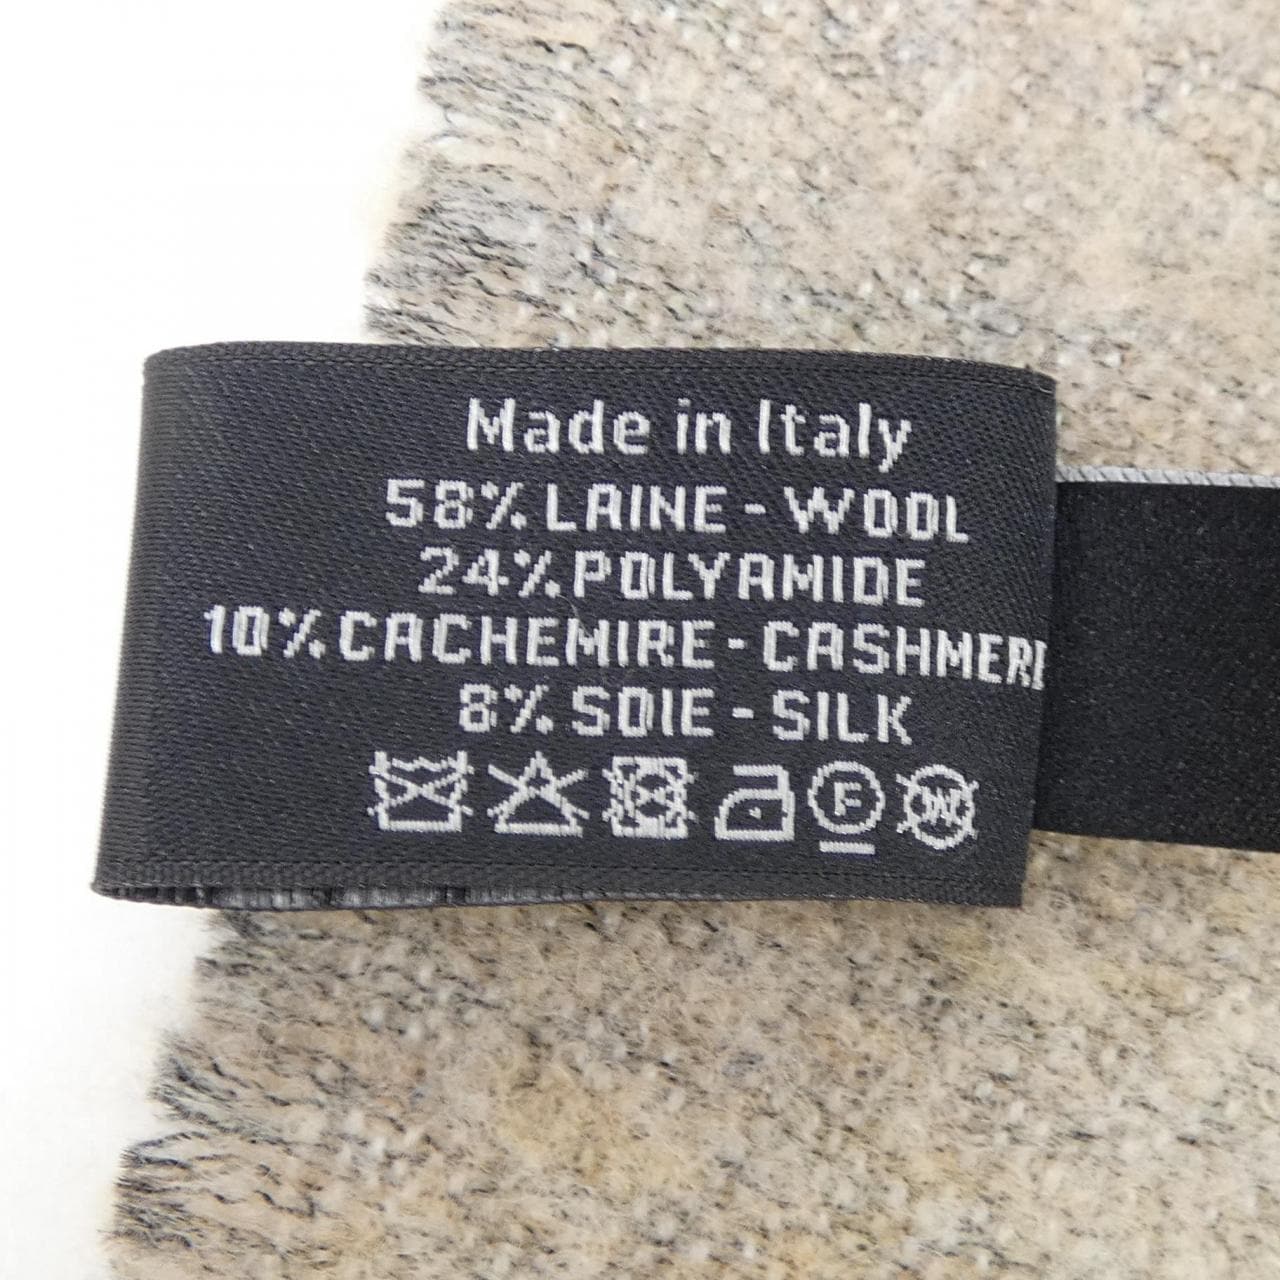 Made in Italy
58% LAINE - WOOL
24% POLYAMIDE
10% CACHEMIRE - CASHMERE
8% SOIE - SILK
F W